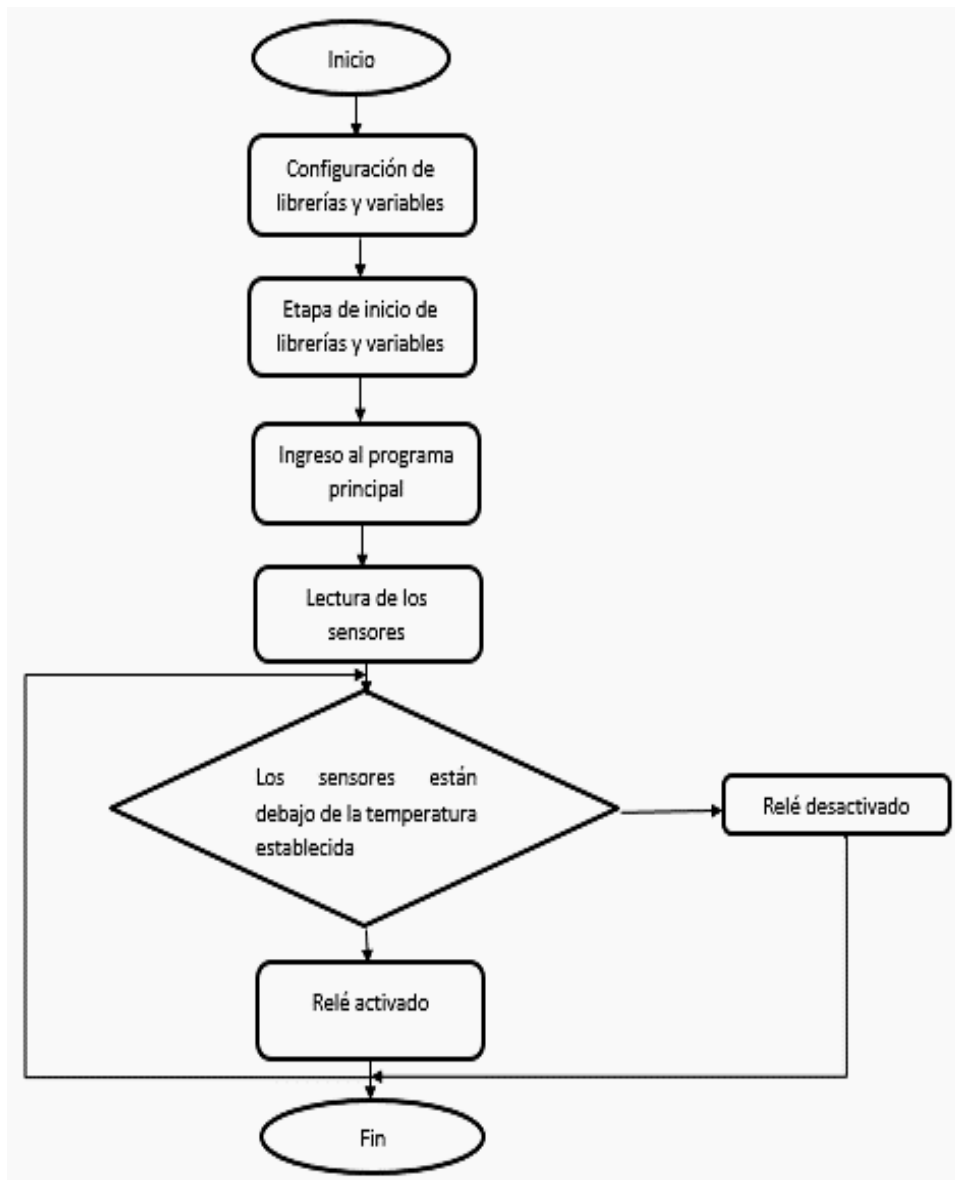 Inicio
Configuración de
librerías y variables
Etapa de inicio de
librerías y variables
Ingreso al programa
principal
Lectura de los
sensores
Los sensores están
debajo de la temperatura
establecida
Relé desactivado
Relé activado
Fin